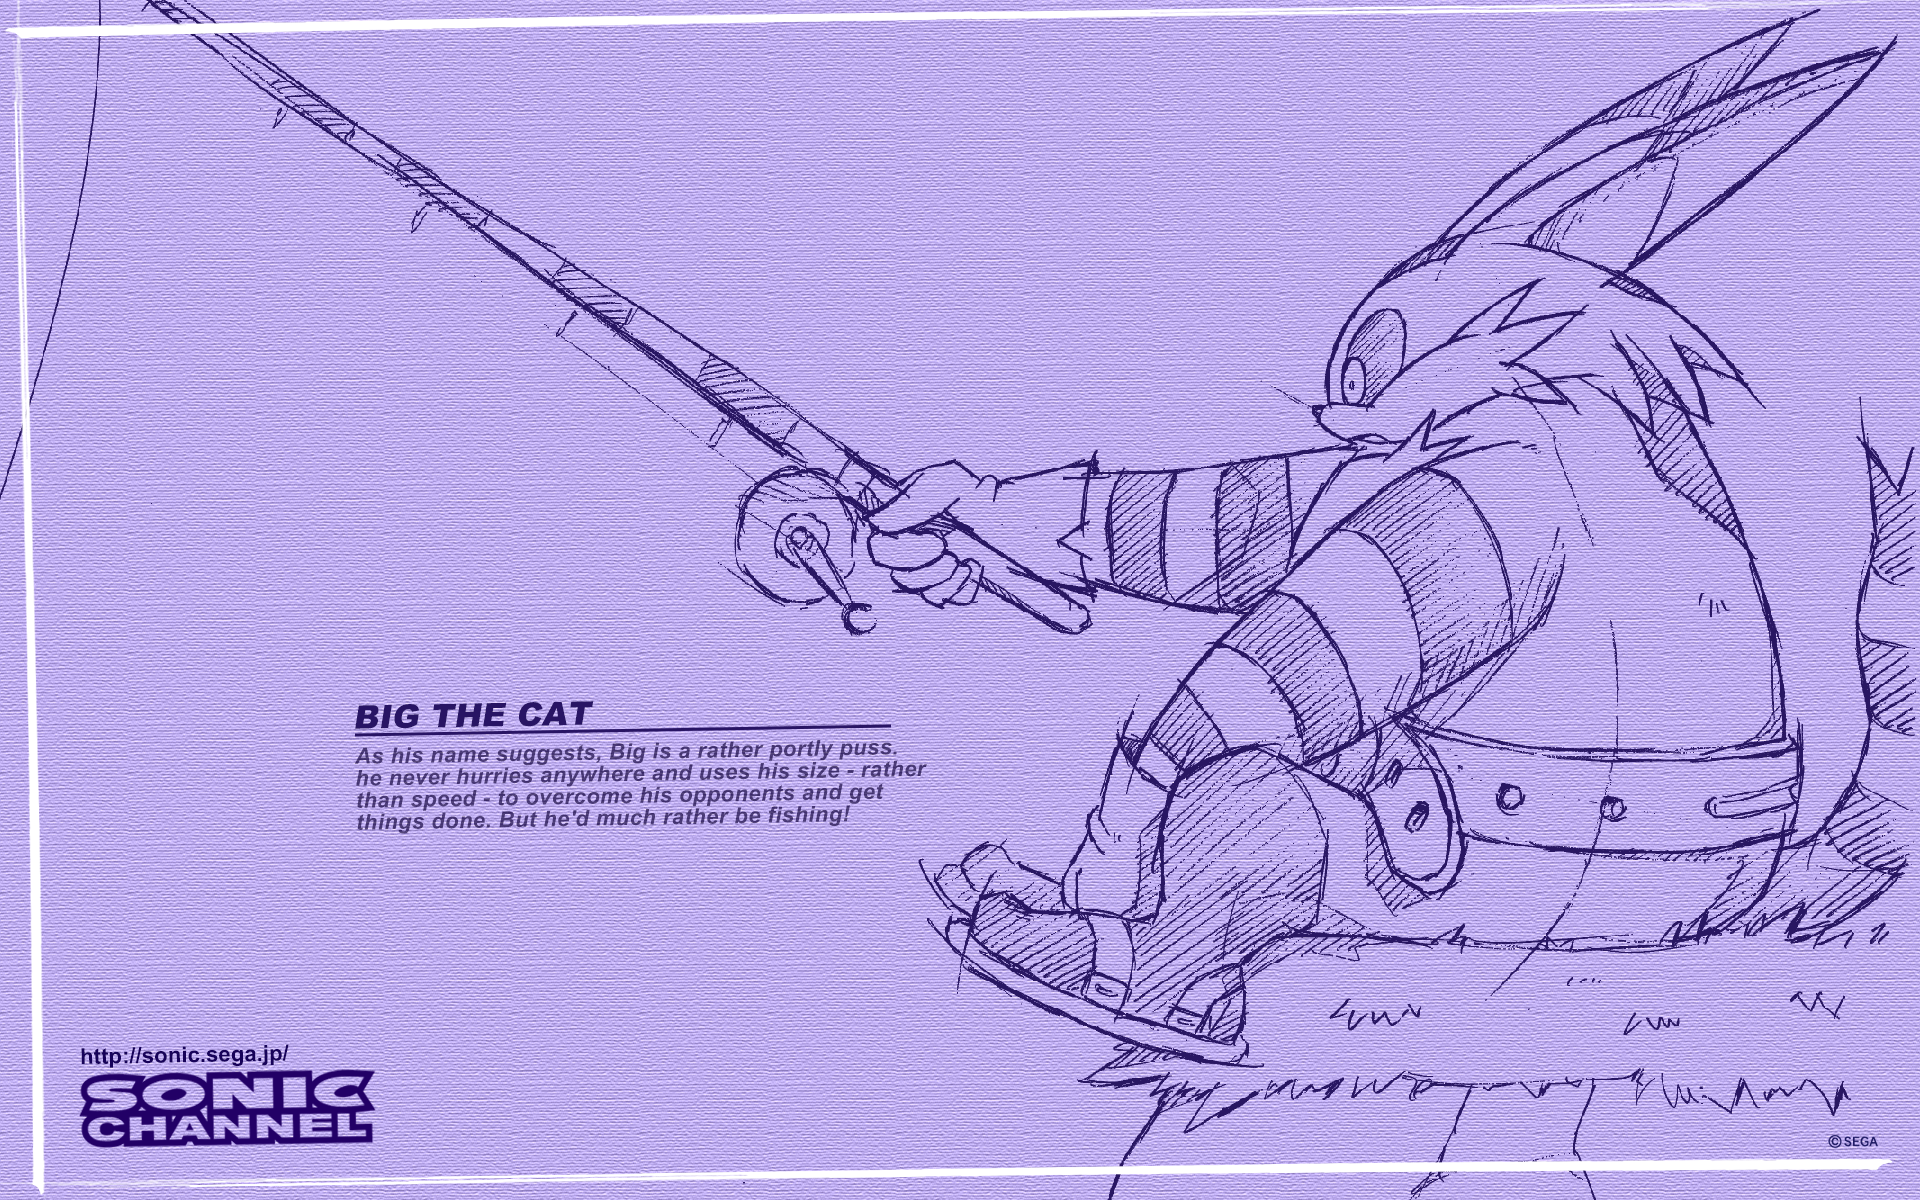 BIG THE CAT
As his name suggests, Big is a rather portly puss.
he never hurries anywhere and uses his size - rather
than speed - to overcome his opponents and get
things done. But he'd much rather be fishing!
http://sonic.sega.jp/
SONIC
CHANNEL
©SEGA